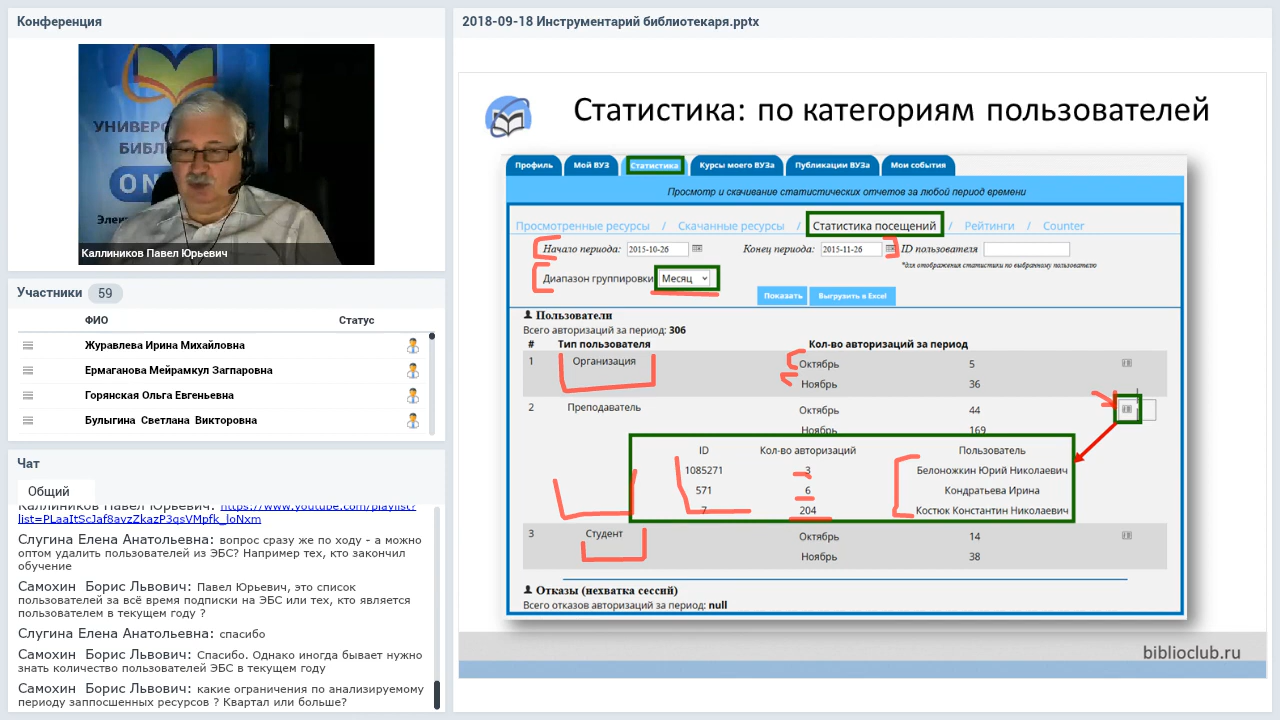 Конференция
УНИВЕР
БИБЛИ
ON
Элек
Каллиников Павел Юрьевич
Участники 59
ФИО Статус
Журавлева Ирина Михайловна
Ермаганова Мейрамкул Загпаровна
Горянская Ольга Евгеньевна
Булыгина Светлана Викторовна
Чат
Общий
Каллиников Павел Юрьевич: https://www.youtube.com/playlist?
list=PLaaItScJaf8avzZkazP3qsVMpfk_loNxm
Слугина Елена Анатольевна: вопрос сразу же по ходу - а можно
оптом удалить пользователей из ЭБС? Например тех, кто закончил
обучение
Самохин Борис Львович: Павел Юрьевич, это список
пользователей за всё время подписки на ЭБС или тех, кто является
пользователем в текущем году ?
Слугина Елена Анатольевна: спасибо
Самохин Борис Львович: Спасибо. Однако иногда бывает нужно
знать количество пользователей ЭБС в текущем году
Самохин Борис Львович: какие ограничения по анализируемому
периоду заппосшенных ресурсов ? Квартал или больше?
2018-09-18 Инструментарий библиотекаря.pptx
Статистика: по категориям пользователей
Профиль Мой ВУЗ Статистика Курсы моего ВУЗа Публикации ВУЗа Мои события
Просмотр и скачивание статистических отчетов за любой период времени
Просмотренные ресурсы / Скачанные ресурсы / Статистика посещений / Рейтинги / Counter
Начало периода: 2015-10-26 Конец периода: 2015-11-26 ID пользователя
*для отображения статистики по выбранному пользователю
Диапазон группировки Месяц
Показать Выгрузить в Excel
Пользователи
Всего авторизаций за период: 306
# Тип пользователя Кол-во авторизаций за период
1 Организация Октябрь 5
Ноябрь 36
2 Преподаватель Октябрь 44
Ноябрь 169
ID Кол-во авторизаций Пользователь
1085271 3 Белоножкин Юрий Николаевич
571 6 Кондратьева Ирина
7 204 Костюк Константин Николаевич
3 Студент Октябрь 14
Ноябрь 38
Отказы (нехватка сессий)
Всего отказов авторизаций за период: null
biblioclub.ru